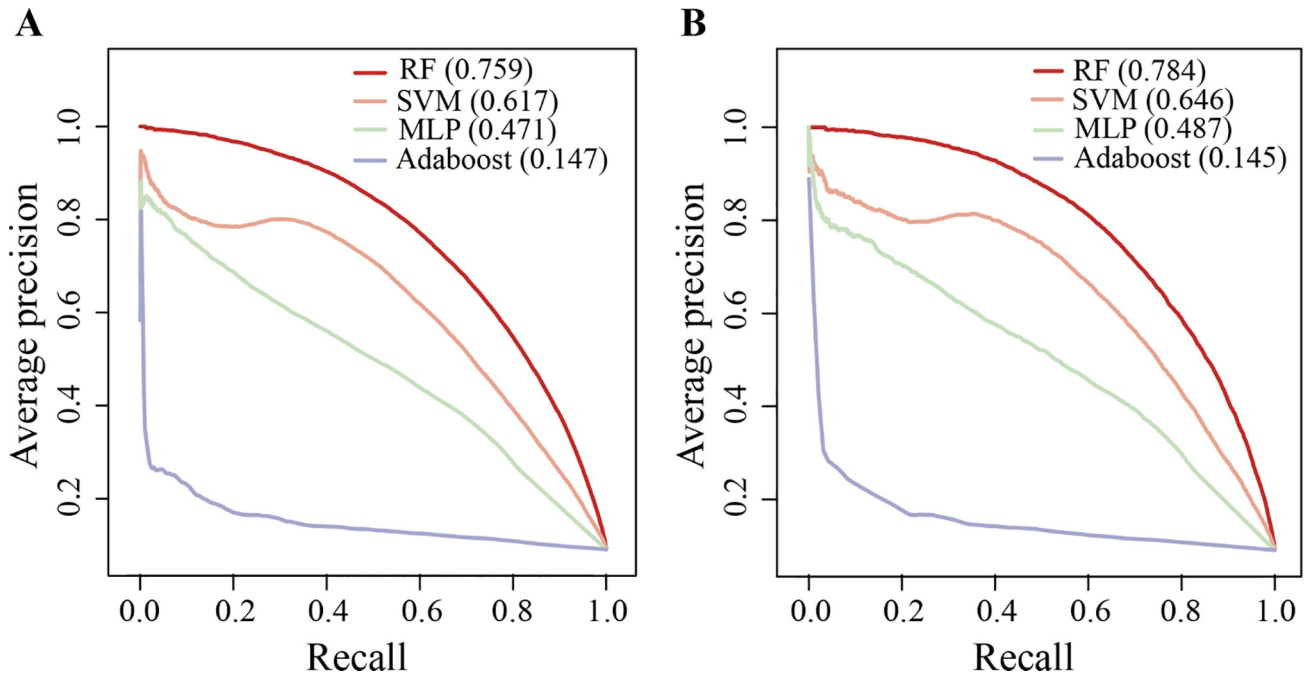 A
RF (0.759)
SVM (0.617)
MLP (0.471)
Adaboost (0.147)
Average precision
1.0
0.8
0.6
0.4
0.2
0.0 0.2 0.4 0.6 0.8 1.0
Recall
B
RF (0.784)
SVM (0.646)
MLP (0.487)
Adaboost (0.145)
Average precision
1.0
0.8
0.6
0.4
0.2
0.0 0.2 0.4 0.6 0.8 1.0
Recall